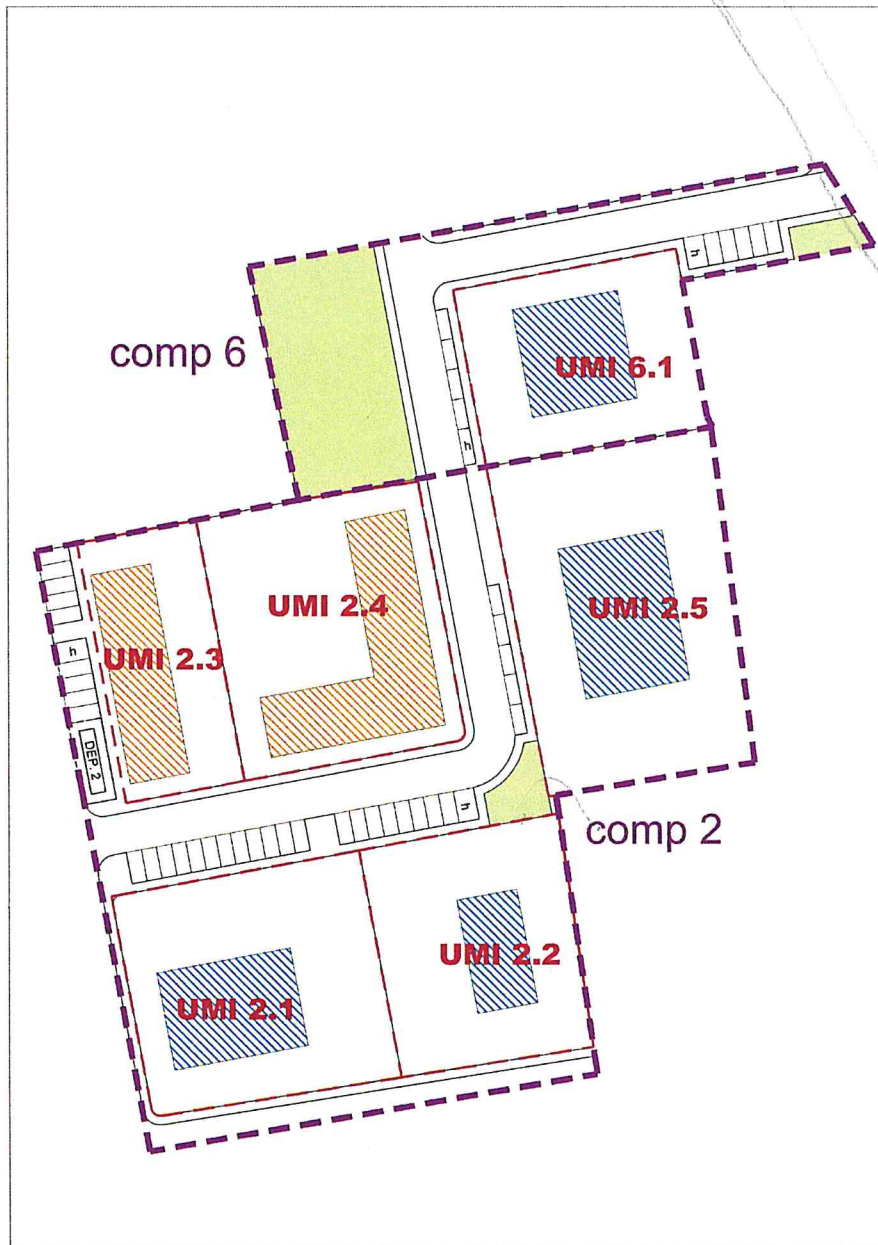 h
comp 6
UMI 6.1
h
UMI 2.4
UMI 2.5
h
UMI 2.3
DEP. 2
h
comp 2
UMI 2.2
UMI 2.1